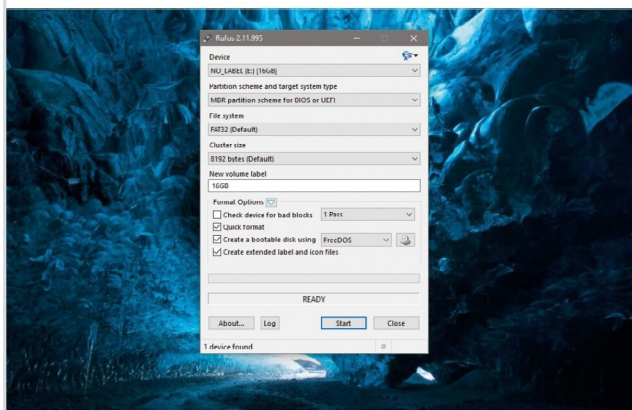 Rufus 2.11.995
Device
NO_LABEL (E:) [16GB]
Partition scheme and target system type
MBR partition scheme for BIOS or UEFI
File system
FAT32 (Default)
Cluster size
8192 bytes (Default)
New volume label
16GB
Format Options
Check device for bad blocks 1 Pass
Quick format
Create a bootable disk using FreeDOS
Create extended label and icon files
READY
About... Log Start Close
1 device found #